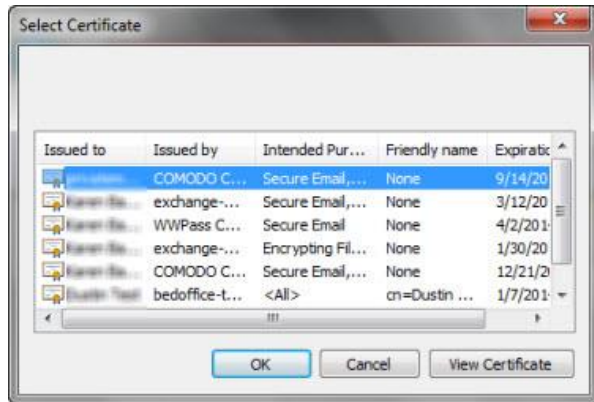 Select Certificate
Issued to Issued by Intended Pur... Friendly name Expiratic
COMODO C... Secure Email,... None 9/14/20
exchange-... Secure Email,... None 3/12/20
WWPass C... Secure Email None 4/2/201
exchange-... Encrypting Fil... None 1/30/20
COMODO C... Secure Email,... None 12/21/2
bedoffice-t... <All> cn=Dustin ... 1/7/201
OK Cancel View Certificate